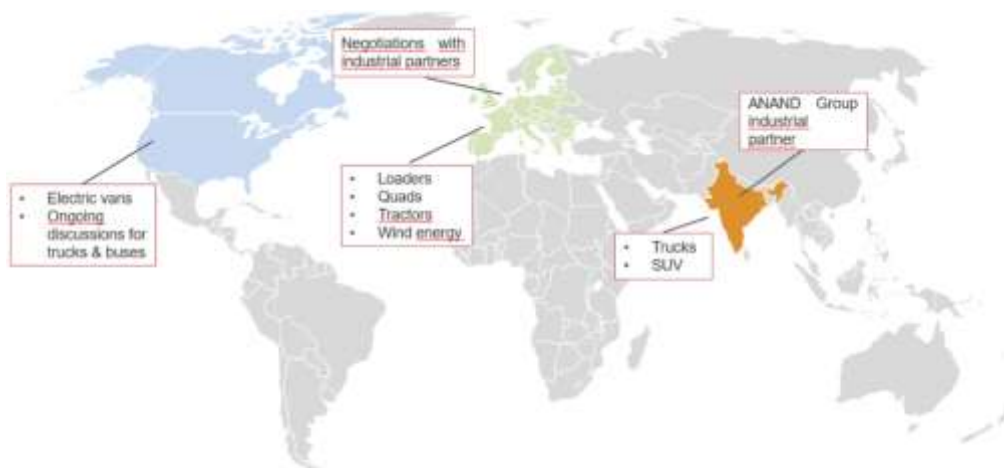 Negotiations with
industrial partners
ANAND Group
industrial
partner
• Electric vans
• Ongoing
discussions for
trucks & buses
• Loaders
• Quads
• Tractors
• Wind energy
• Trucks
• SUV